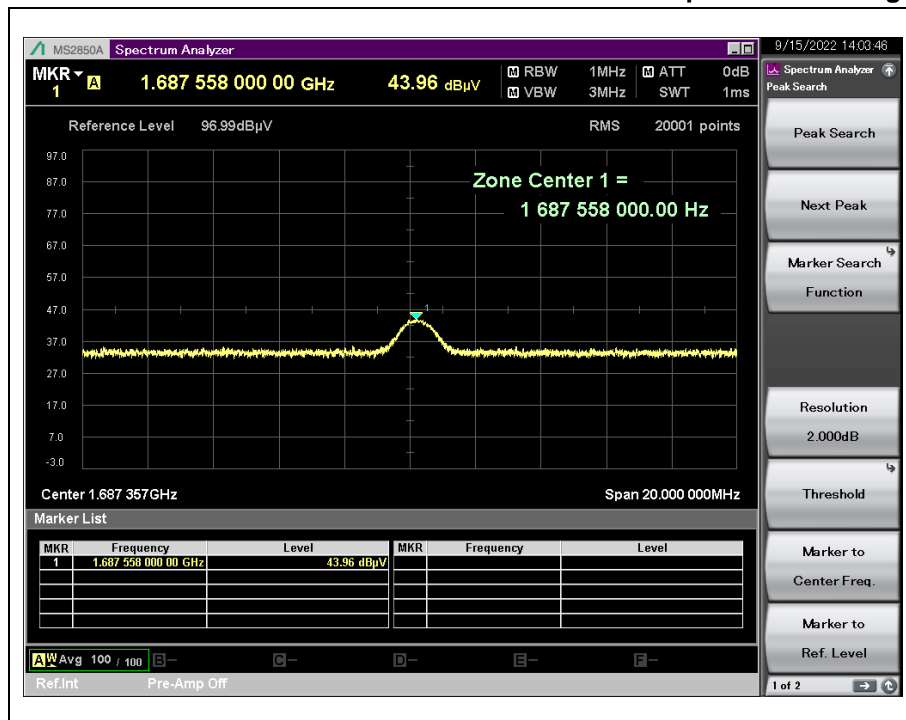 MS2850A Spectrum Analyzer 9/15/2022 14:03:46
MKR 1 A 1.687 558 000 00 GHz 43.96 dBµV
M RBW 1MHz M ATT 0dB
M VBW 3MHz SWT 1ms
Spectrum Analyzer
Peak Search
Reference Level 96.99dBµV RMS 20001 points
Peak Search
97.0
87.0
77.0
67.0
57.0
47.0
37.0
27.0
17.0
7.0
-3.0
Zone Center 1 =
1 687 558 000.00 Hz
1
Next Peak
Marker Search
Function
Resolution
2.000dB
Threshold
Marker to
Center Freq.
Marker to
Ref. Level
1 of 2
Center 1.687 357GHz Span 20.000 000MHz
Marker List
MKR Frequency Level MKR Frequency Level
1 1.687 558 000 00 GHz 43.96 dBµV
A W Avg 100 / 100 B- C- D- E- F-
Ref.Int Pre-Amp Off